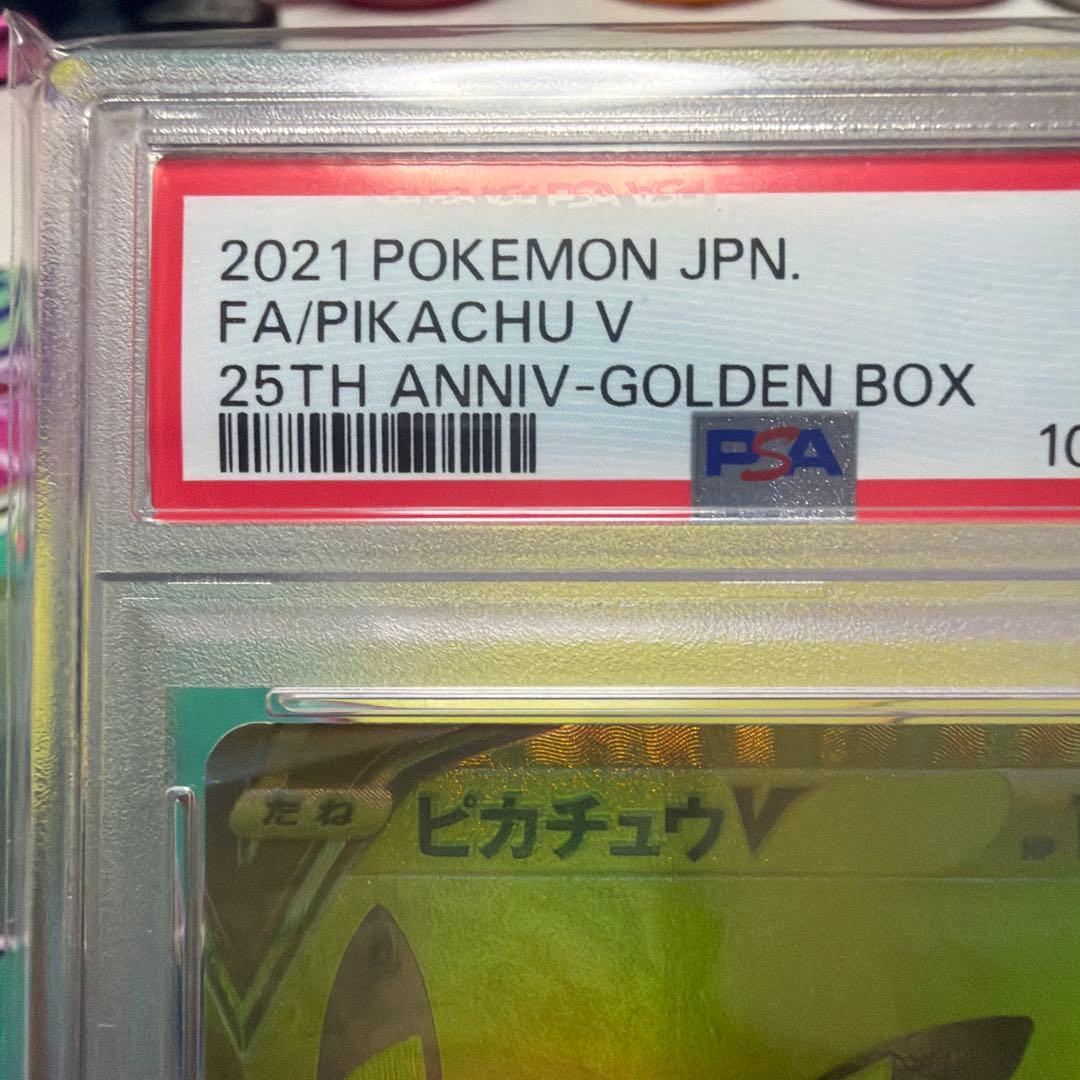 2021 POKEMON JPN.
FA/PIKACHU V
25TH ANNIV-GOLDEN BOX
PSA
たね
ピカチュウV